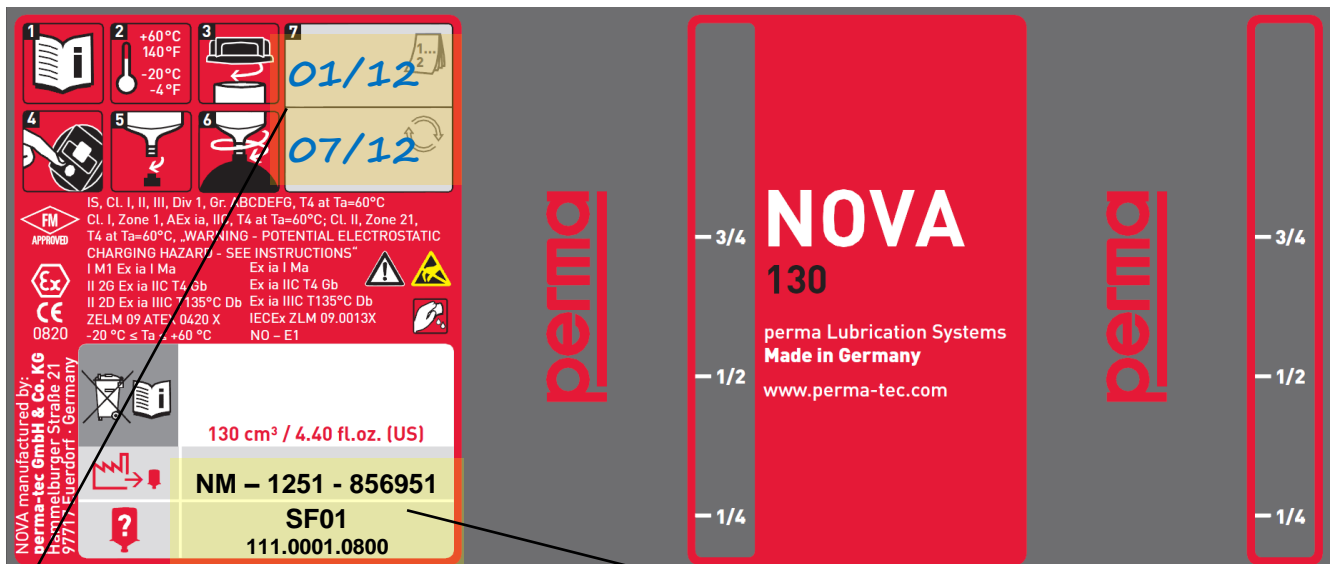 1
2
+60°C
140°F
-20°C
-4°F
3
7
1...
2
01/12
4
5
6
07/12
IS, Cl. I, II, III, Div 1, Gr. ABCDEFG, T4 at Ta=60°C
Cl. I, Zone 1, AEx ia, IIC, T4 at Ta=60°C; Cl. II, Zone 21,
T4 at Ta=60°C, „WARNING - POTENTIAL ELECTROSTATIC
CHARGING HAZARD - SEE INSTRUCTIONS"
FM
APPROVED
I M1 Ex ia I Ma
II 2G Ex ia IIC T4 Gb
II 2D Ex ia IIIC T135°C Db
ZELM 09 ATEX 0420 X
-20 °C ≤ Ta ≤ +60 °C
Ex ia I Ma
Ex ia IIC T4 Gb
Ex ia IIIC T135°C Db
IECEx ZLM 09.0013X
NO – E1
Ex
CE
0820
NOVA manufactured by:
perma-tec GmbH & Co. KG
Hammelburger Straße 21
97717 Euerdorf · Germany
i
i
130 cm³ / 4.40 fl.oz. (US)
NM – 1251 - 856951
?
SF01
111.0001.0800
perma
3/4
1/2
1/4
NOVA
130
perma Lubrication Systems
Made in Germany
www.perma-tec.com
perma
3/4
1/2
1/4